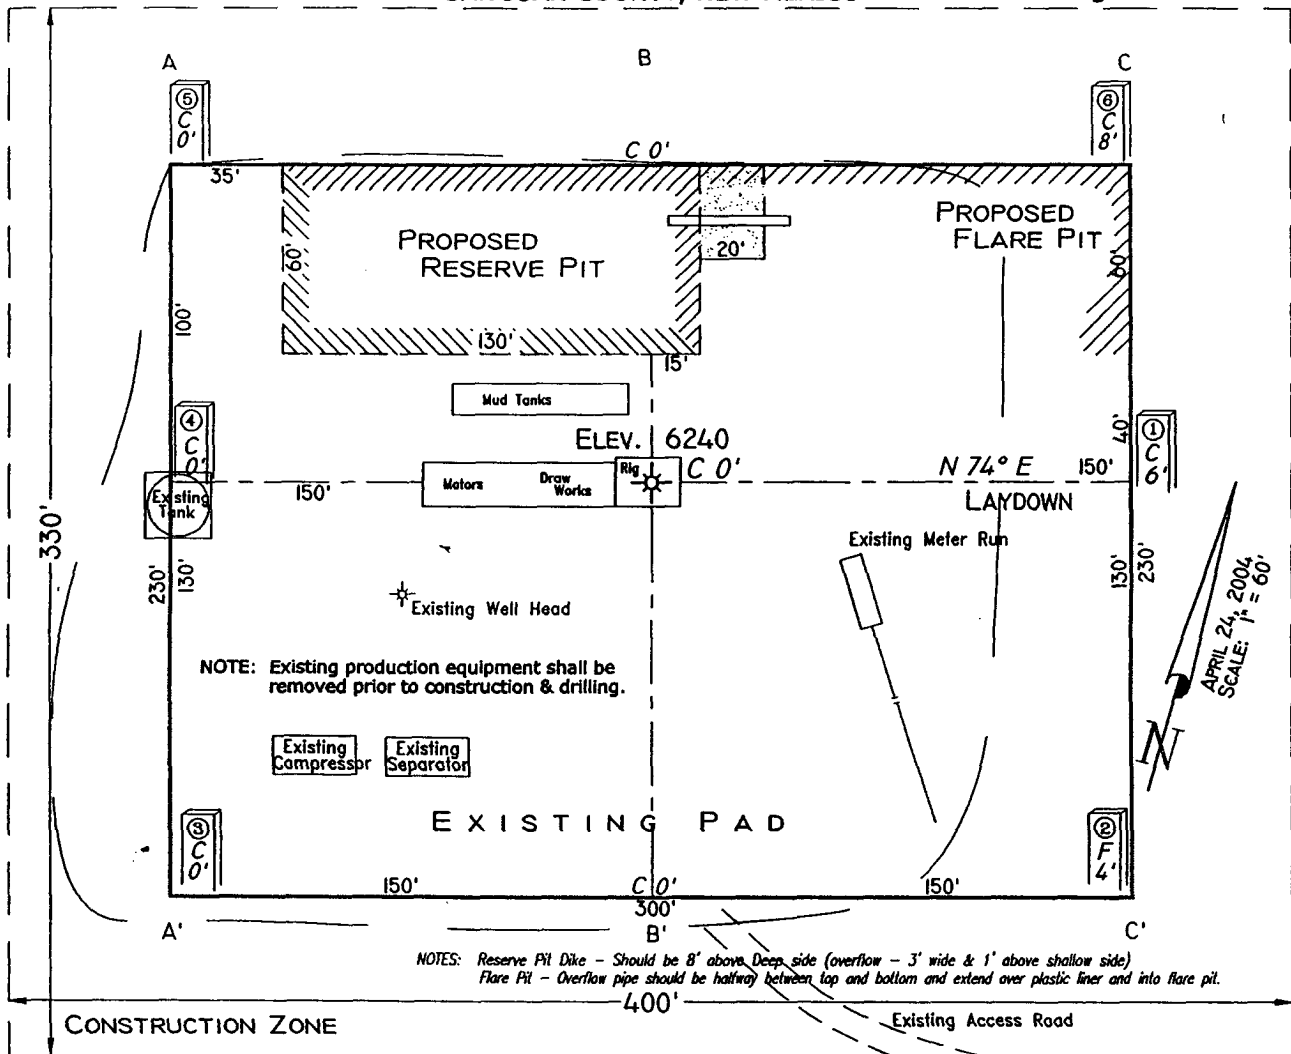 A
B
C
⑤
C
0'
⑥
C
8'
C 0'
35'
PROPOSED
RESERVE PIT
60'
20'
PROPOSED
FLARE PIT
60'
100'
130'
15'
Mud Tanks
④
C
0'
ELEV. 6240
Rig
C 0'
Motors
Draw
Works
N 74° E
150'
LAYDOWN
40'
①
C
6'
150'
Existing
Tank
330'
230'
130'
Existing Meter Run
130'
230'
Existing Well Head
APRIL 24, 2004
SCALE: 1" = 60'
NOTE: Existing production equipment shall be
removed prior to construction & drilling.
N
Existing
Compressor
Existing
Separator
EXISTING PAD
③
C
0'
②
F
4'
150'
C 0'
150'
300'
A'
B'
C'
NOTES: Reserve Pit Dike - Should be 8' above Deep side (overflow - 3' wide & 1' above shallow side)
Flare Pit - Overflow pipe should be halfway between top and bottom and extend over plastic liner and into flare pit.
400'
CONSTRUCTION ZONE
Existing Access Road